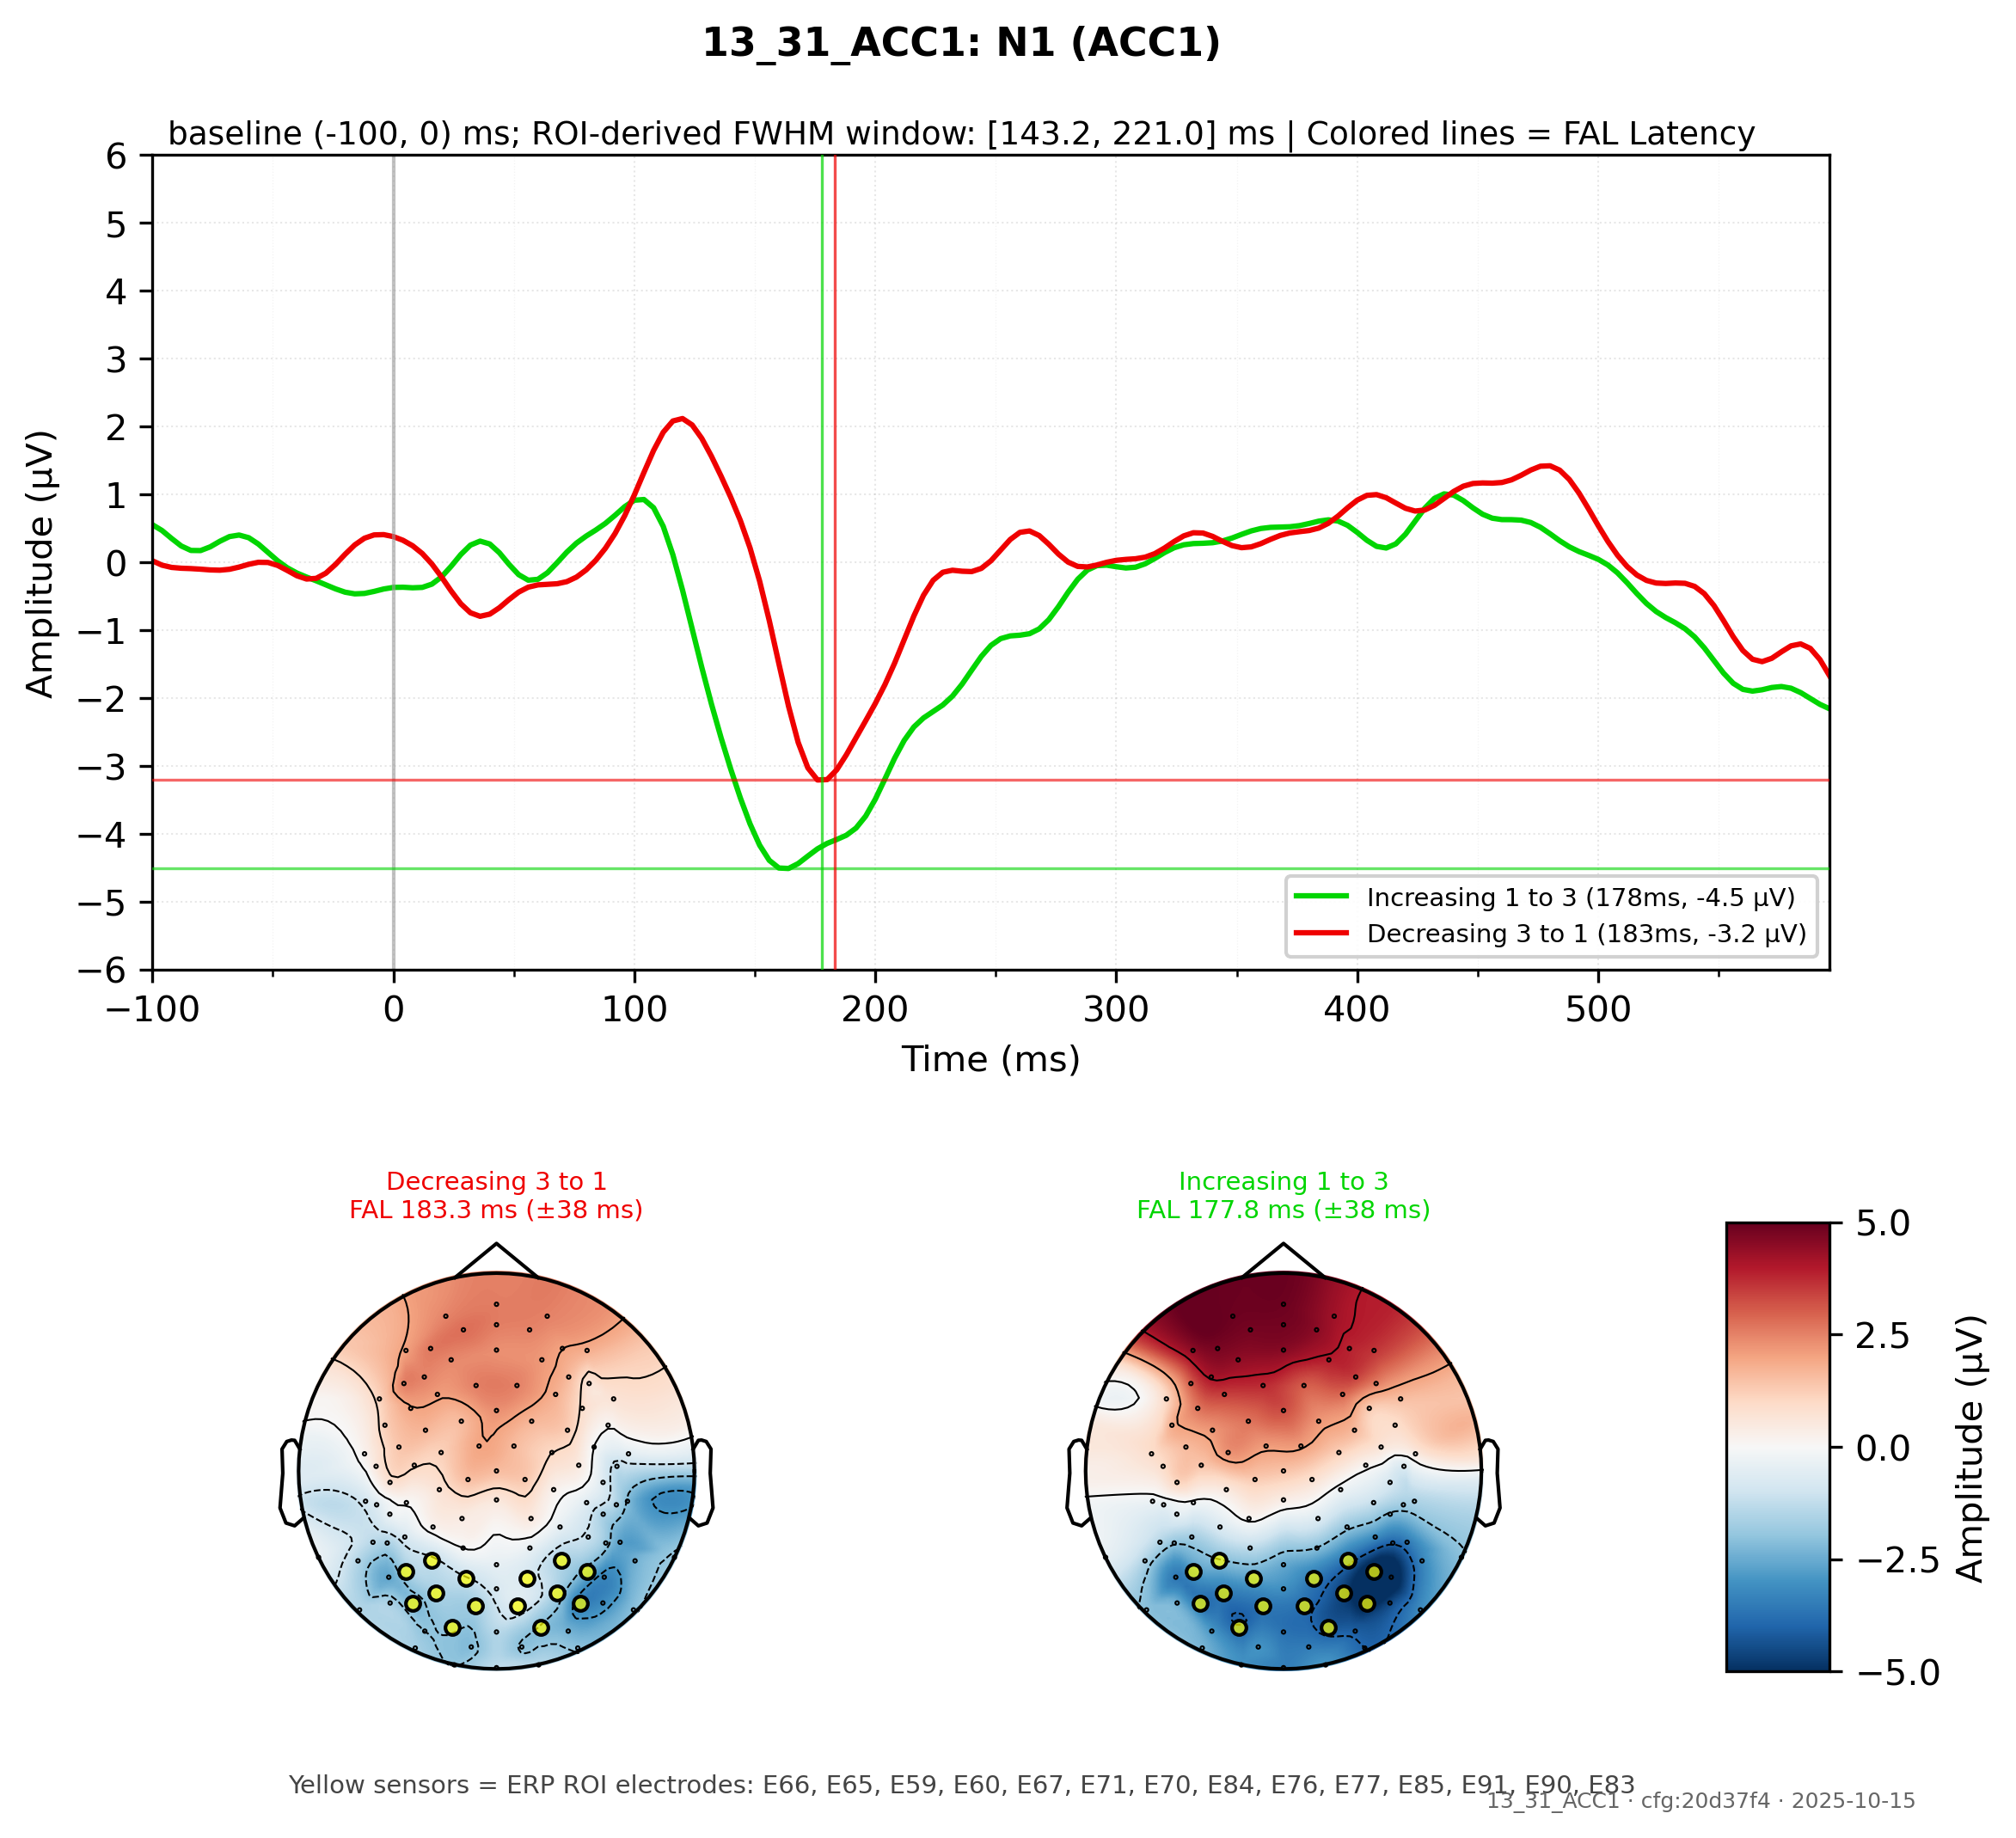 13_31_ACC1: N1 (ACC1)
baseline (-100, 0) ms; ROI-derived FWHM window: [143.2, 221.0] ms | Colored lines = FAL Latency
6
5
4
3
2
1
0
−1
−2
−3
−4
−5
−6
Amplitude (µV)
Increasing 1 to 3 (178ms, -4.5 µV)
Decreasing 3 to 1 (183ms, -3.2 µV)
−100 0 100 200 300 400 500
Time (ms)
Decreasing 3 to 1
FAL 183.3 ms (±38 ms)
Increasing 1 to 3
FAL 177.8 ms (±38 ms)
5.0
2.5
0.0
−2.5
−5.0
Amplitude (µV)
Yellow sensors = ERP ROI electrodes: E66, E65, E59, E60, E67, E71, E70, E84, E76, E77, E85, E91, E90, E83
13_31_ACC1 · cfg:20d37f4 · 2025-10-15